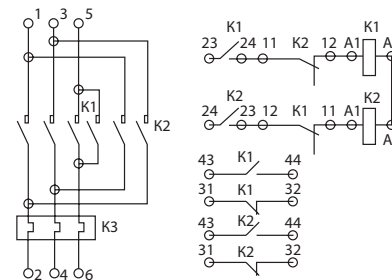 1 3 5
K1
K2
K3
2 4 6
K1 K1
23 24 11 K2 12 A1 A
K2 K2
24 23 12 K1 11 A1 A
43 K1 44
31 K1 32
43 K2 44
31 K2 32